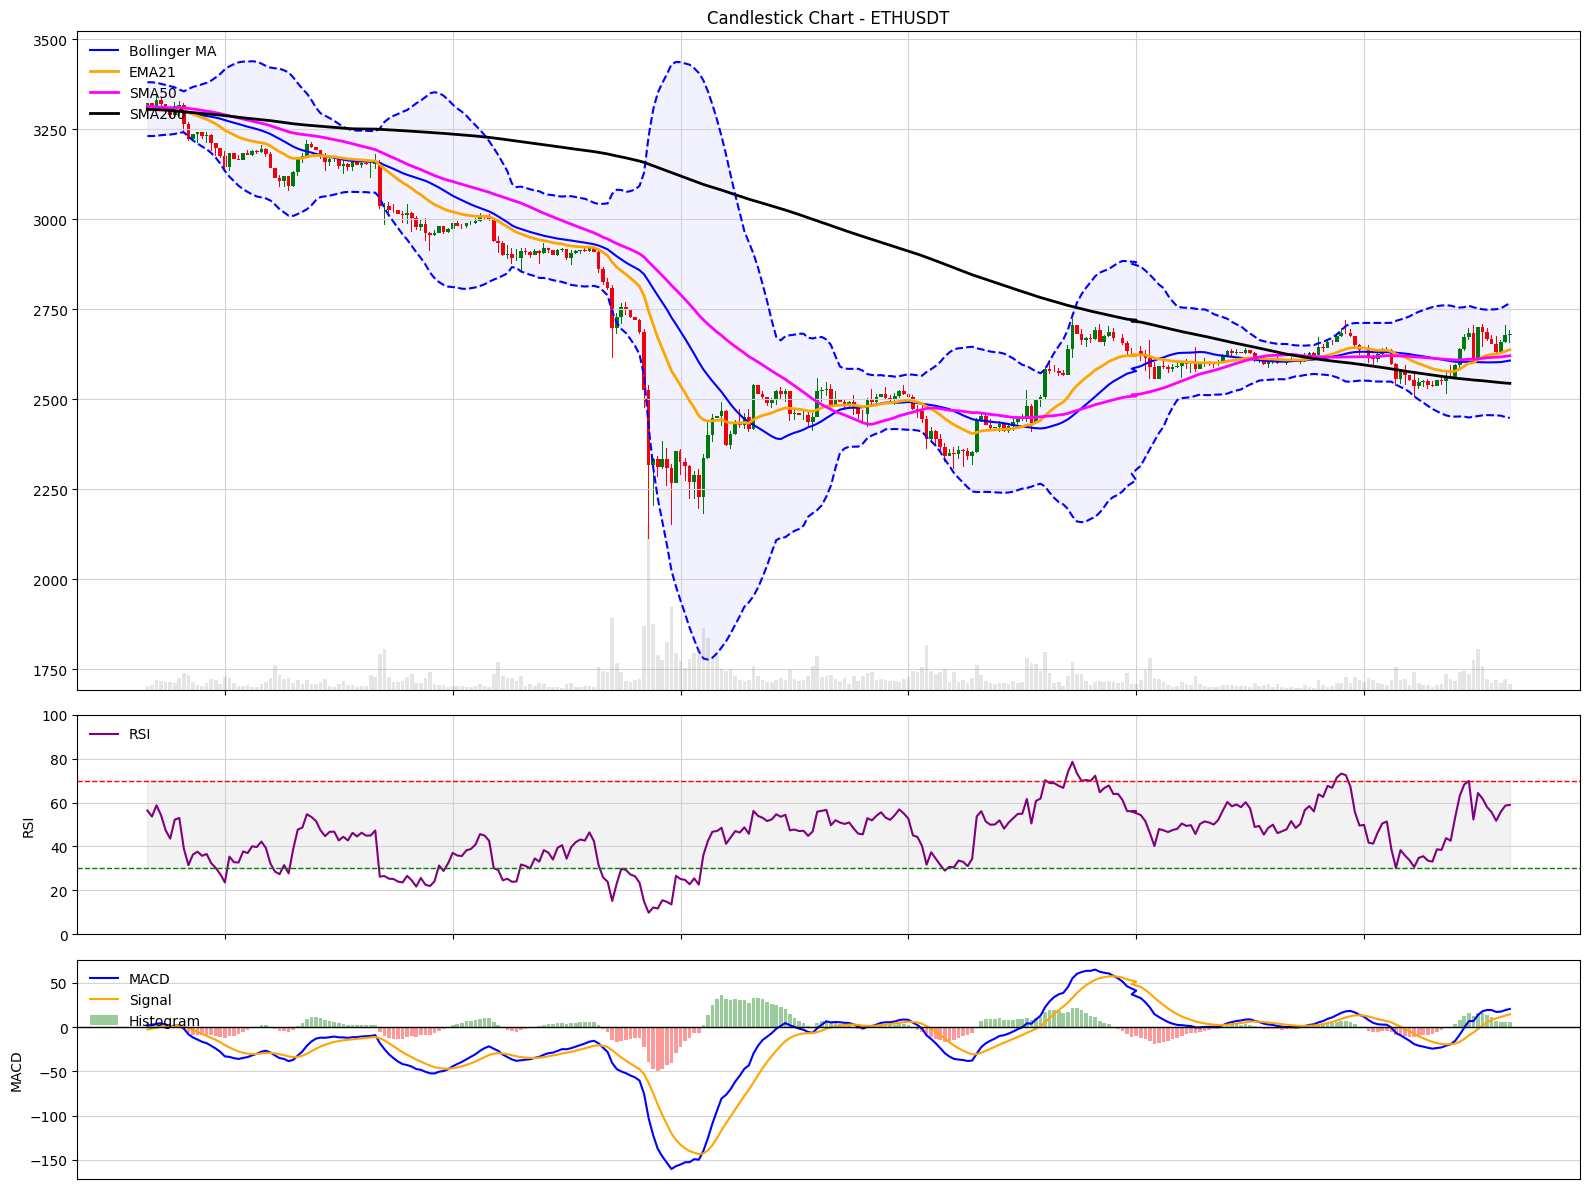 Candlestick Chart - ETHUSDT
3500
3250
3000
2750
2500
2250
2000
1750
Bollinger MA
EMA21
SMA50
SMA200
100
80
60
40
20
0
RSI
RSI
50
0
−50
−100
−150
MACD
MACD
Signal
Histogram